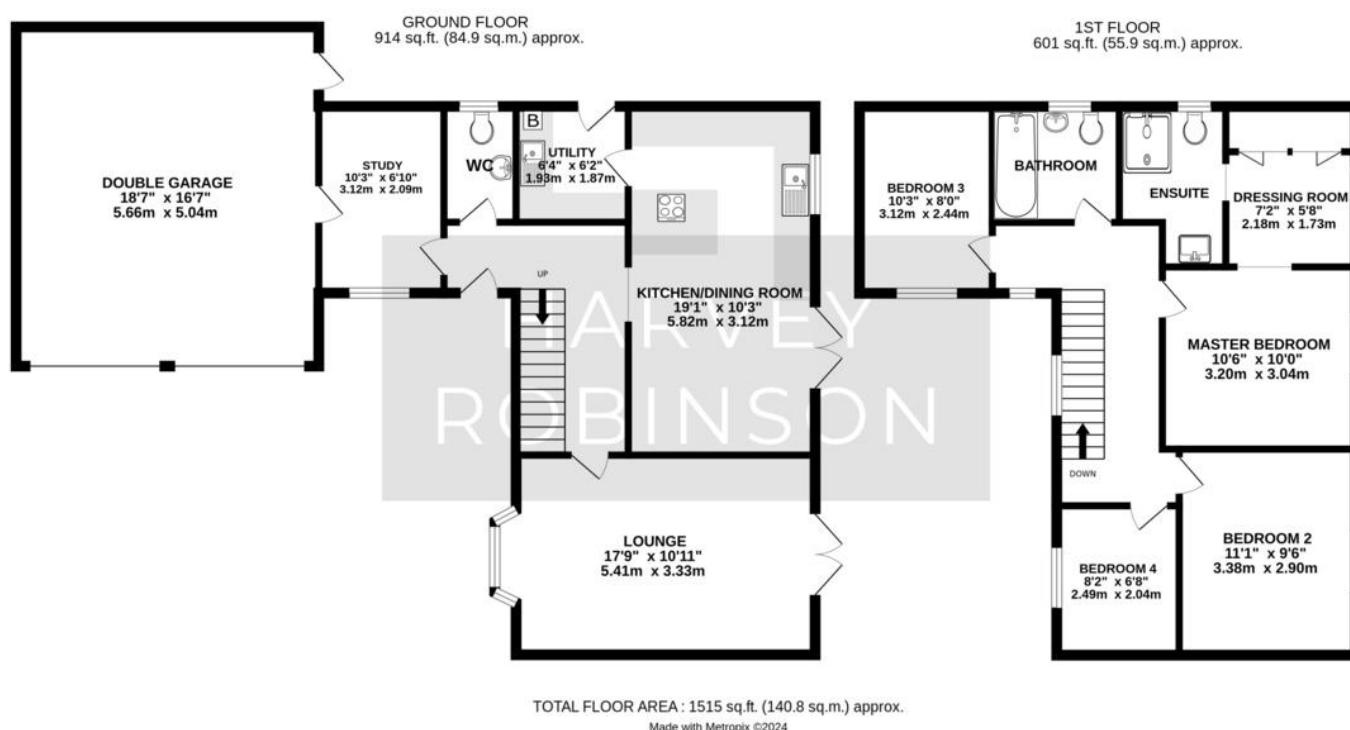 GROUND FLOOR
914 sq.ft. (84.9 sq.m.) approx.
1ST FLOOR
601 sq.ft. (55.9 sq.m.) approx.
DOUBLE GARAGE
18'7" x 16'7"
5.66m x 5.04m
STUDY
10'3" x 6'10"
3.12m x 2.09m
WC
B
UTILITY
6'4" x 6'2"
1.93m x 1.87m
UP
KITCHEN/DINING ROOM
19'1" x 10'3"
5.82m x 3.12m
LOUNGE
17'9" x 10'11"
5.41m x 3.33m
BEDROOM 3
10'3" x 8'0"
3.12m x 2.44m
BATHROOM
ENSUITE
DRESSING ROOM
7'2" x 5'8"
2.18m x 1.73m
MASTER BEDROOM
10'6" x 10'0"
3.20m x 3.04m
DOWN
BEDROOM 4
8'2" x 6'8"
2.49m x 2.04m
BEDROOM 2
11'1" x 9'6"
3.38m x 2.90m
HARVEY
ROBINSON
TOTAL FLOOR AREA : 1515 sq.ft. (140.8 sq.m.) approx.
Made with Metropix ©2024